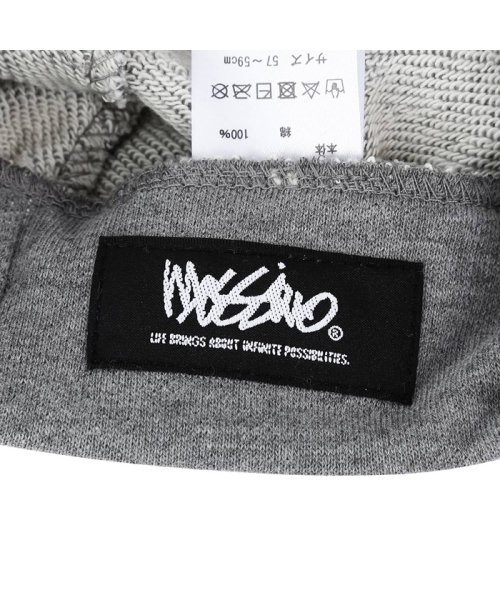 サイズ 57～59cm
本体 綿 100%
mossimo®
LIFE BRINGS ABOUT INFINITE POSSIBILITIES.